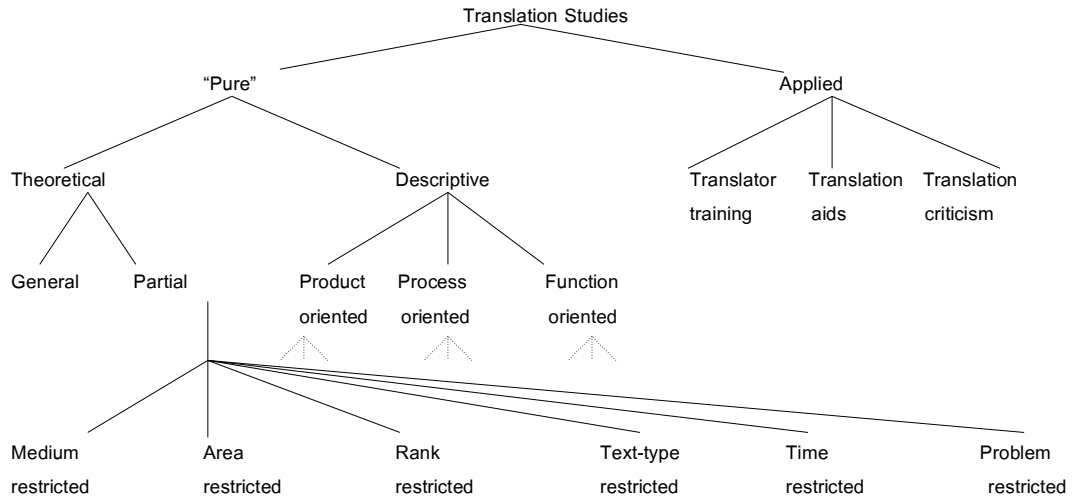 Translation Studies
“Pure” Applied
Theoretical Descriptive Translator Translation Translation
training aids criticism
General Partial Product Process Function
oriented oriented oriented
Medium Area Rank Text-type Time Problem
restricted restricted restricted restricted restricted restricted